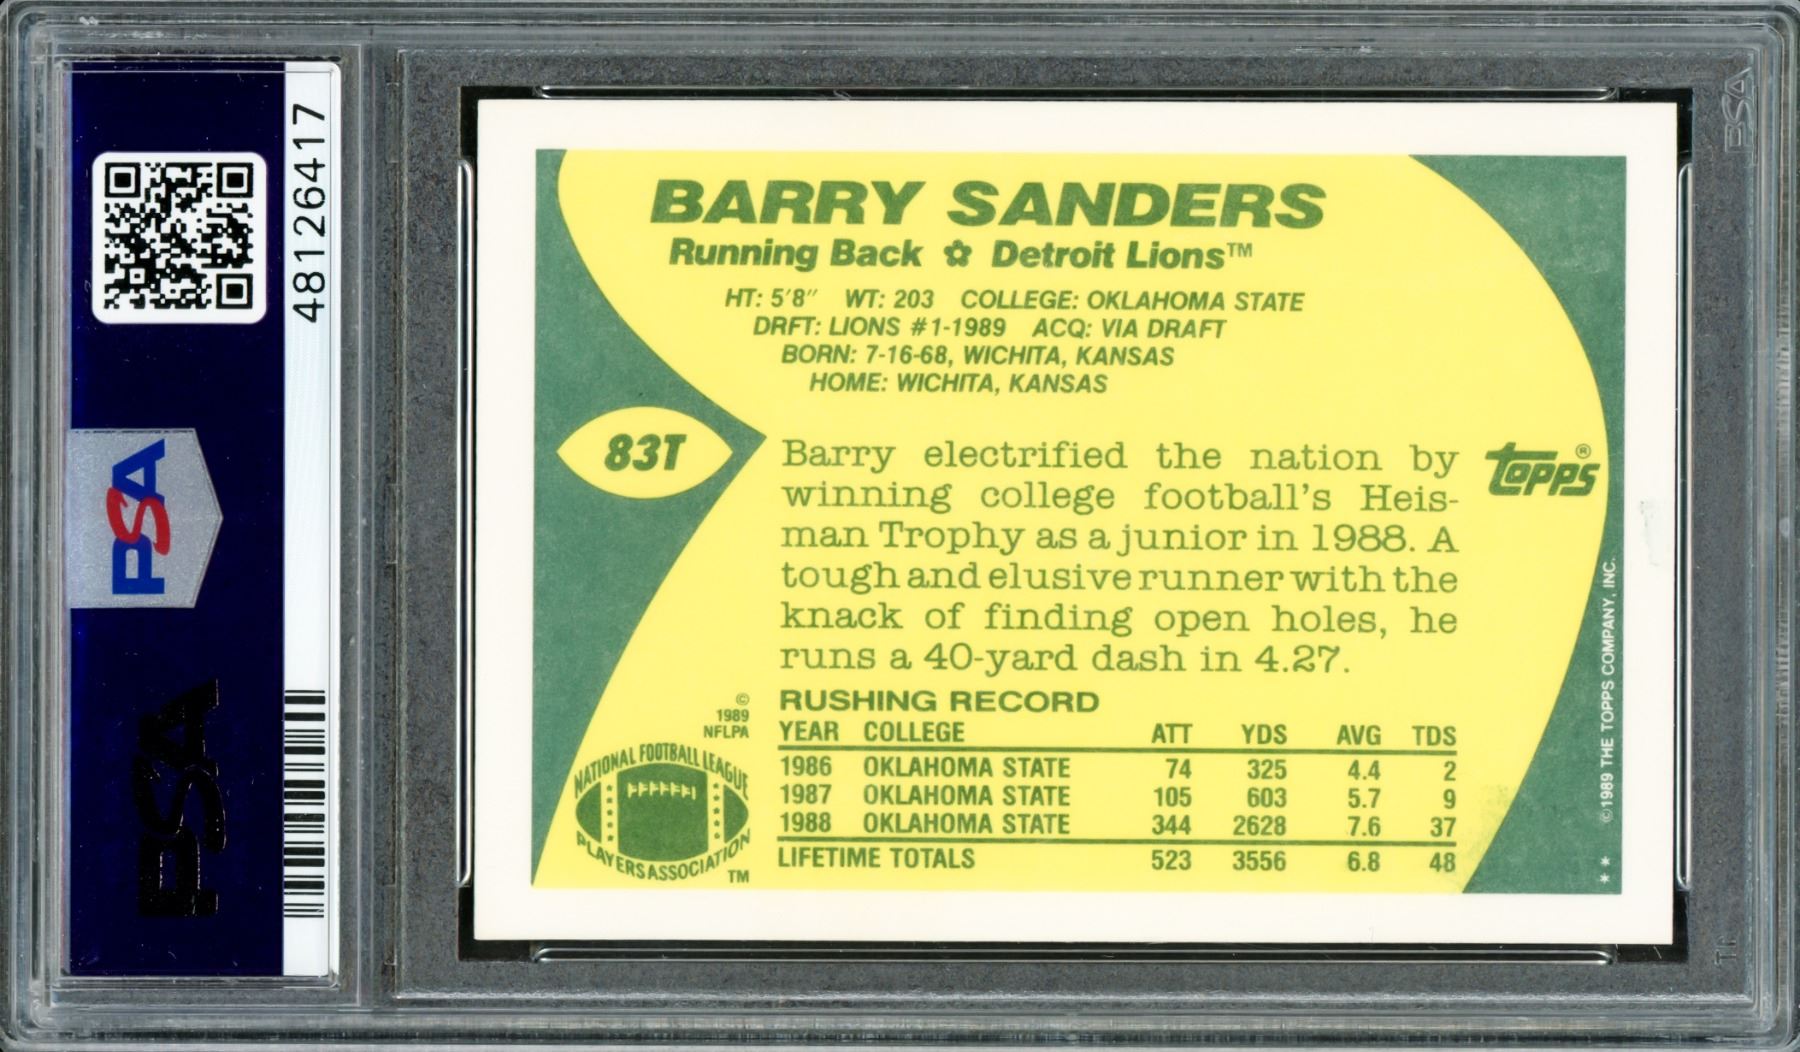 48126417
PSA
PSA
BARRY SANDERS
Running Back ✿ Detroit Lions™
HT: 5'8" WT: 203 COLLEGE: OKLAHOMA STATE
DRFT: LIONS #1-1989 ACQ: VIA DRAFT
BORN: 7-16-68, WICHITA, KANSAS
HOME: WICHITA, KANSAS
83T
Barry electrified the nation by
winning college football's Heis-
man Trophy as a junior in 1988. A
tough and elusive runner with the
knack of finding open holes, he
runs a 40-yard dash in 4.27.
topps®
RUSHING RECORD
YEAR COLLEGE ATT YDS AVG TDS
1986 OKLAHOMA STATE 74 325 4.4 2
1987 OKLAHOMA STATE 105 603 5.7 9
1988 OKLAHOMA STATE 344 2628 7.6 37
LIFETIME TOTALS 523 3556 6.8 48
©
1989
NFLPA
NATIONAL FOOTBALL LEAGUE
PLAYERS ASSOCIATION
TM
©1989 THE TOPPS COMPANY, INC.
* *
PSA